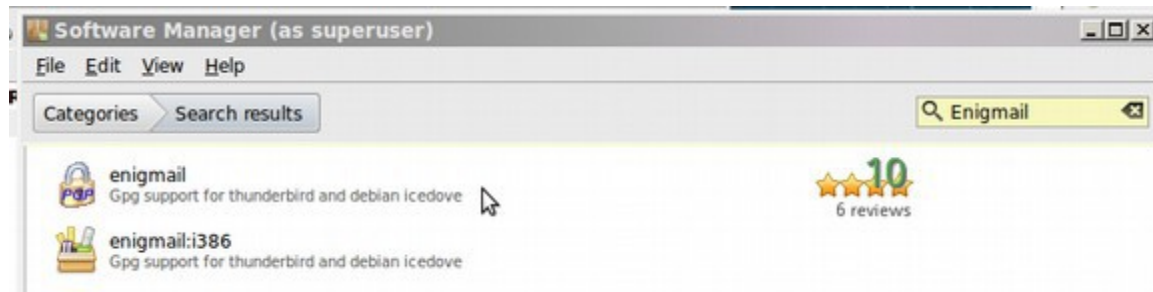 Software Manager (as superuser)
File Edit View Help
Categories Search results Enigmail
enigmail
Gpg support for thunderbird and debian icedove
10
6 reviews
enigmail:i386
Gpg support for thunderbird and debian icedove
PGP